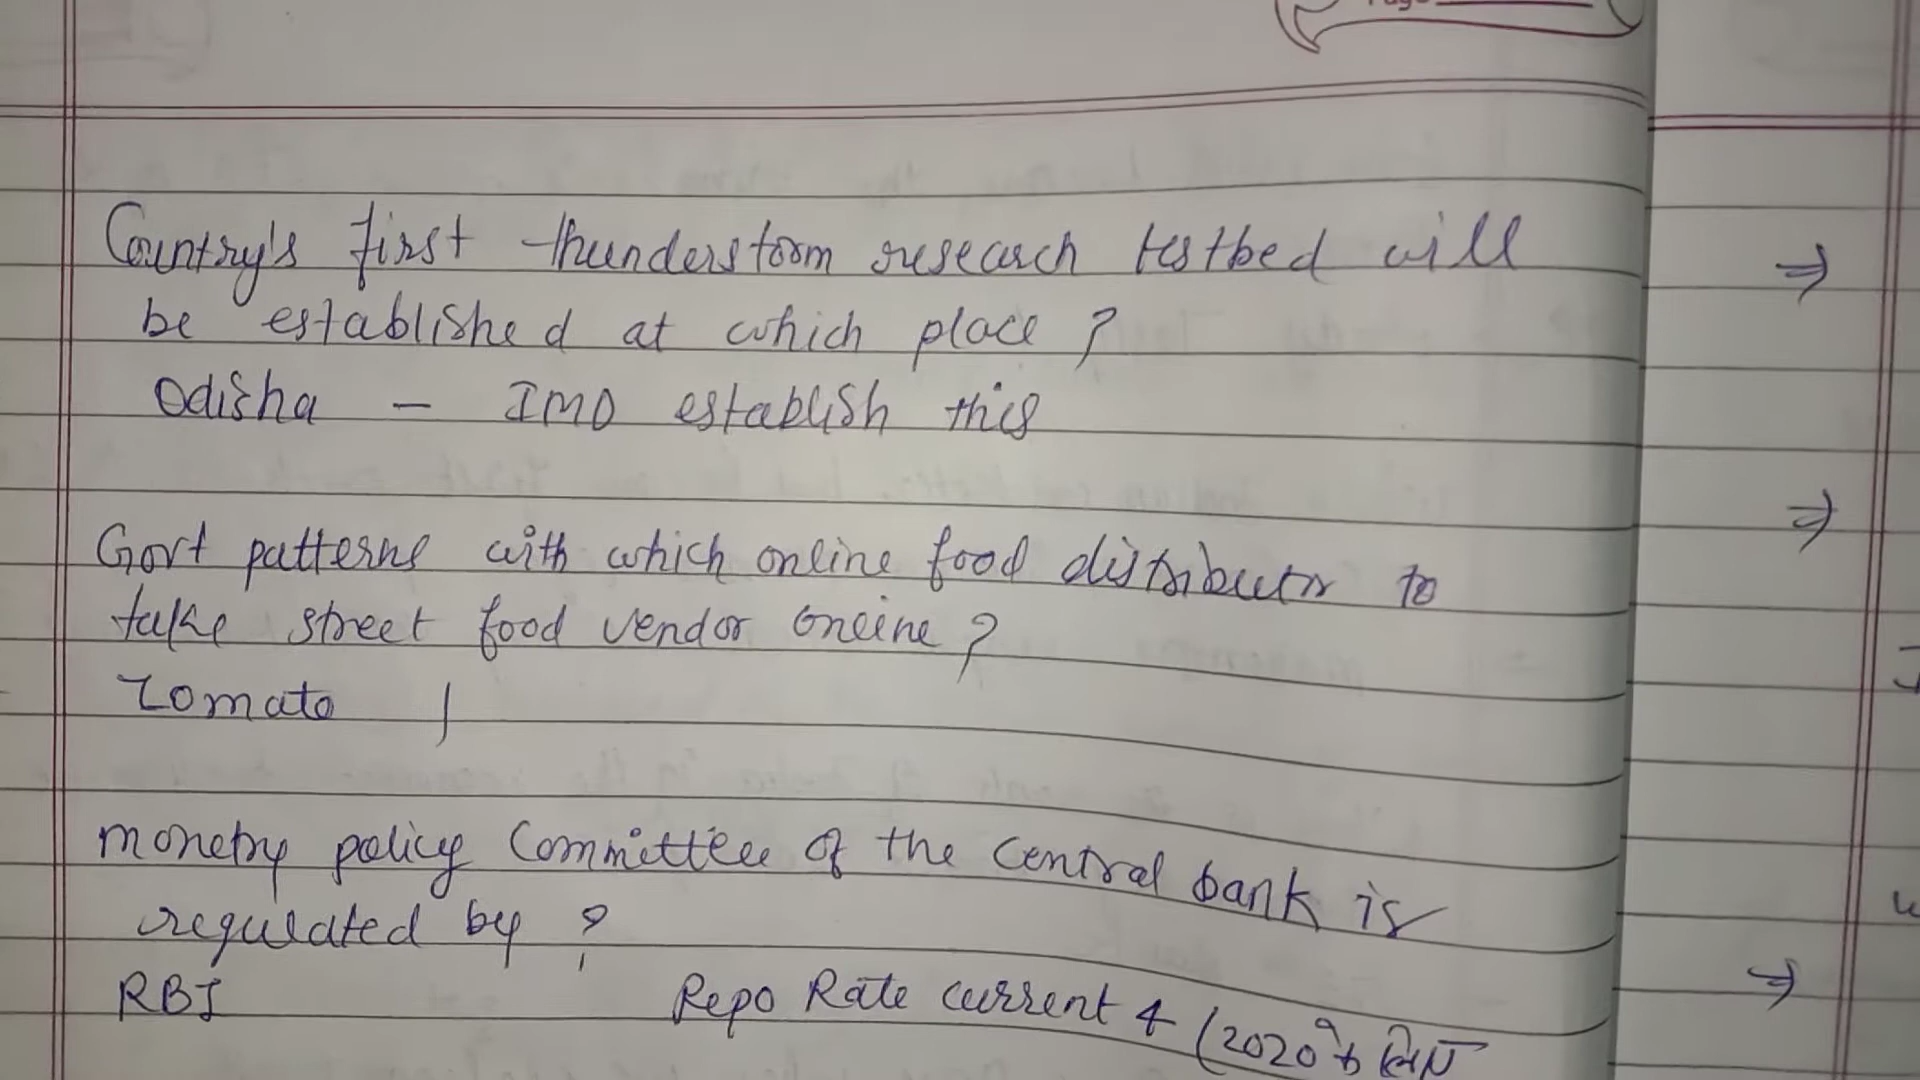 Country's first thunderstorm research testbed will
be established at which place ?
Odisha - IMD establish this
Govt patterns with which online food distributor to
take street food vendor online ?
Zomato
monetry policy Committee of the Central bank is
regulated by ?
RBI Repo Rate current 4 (2020